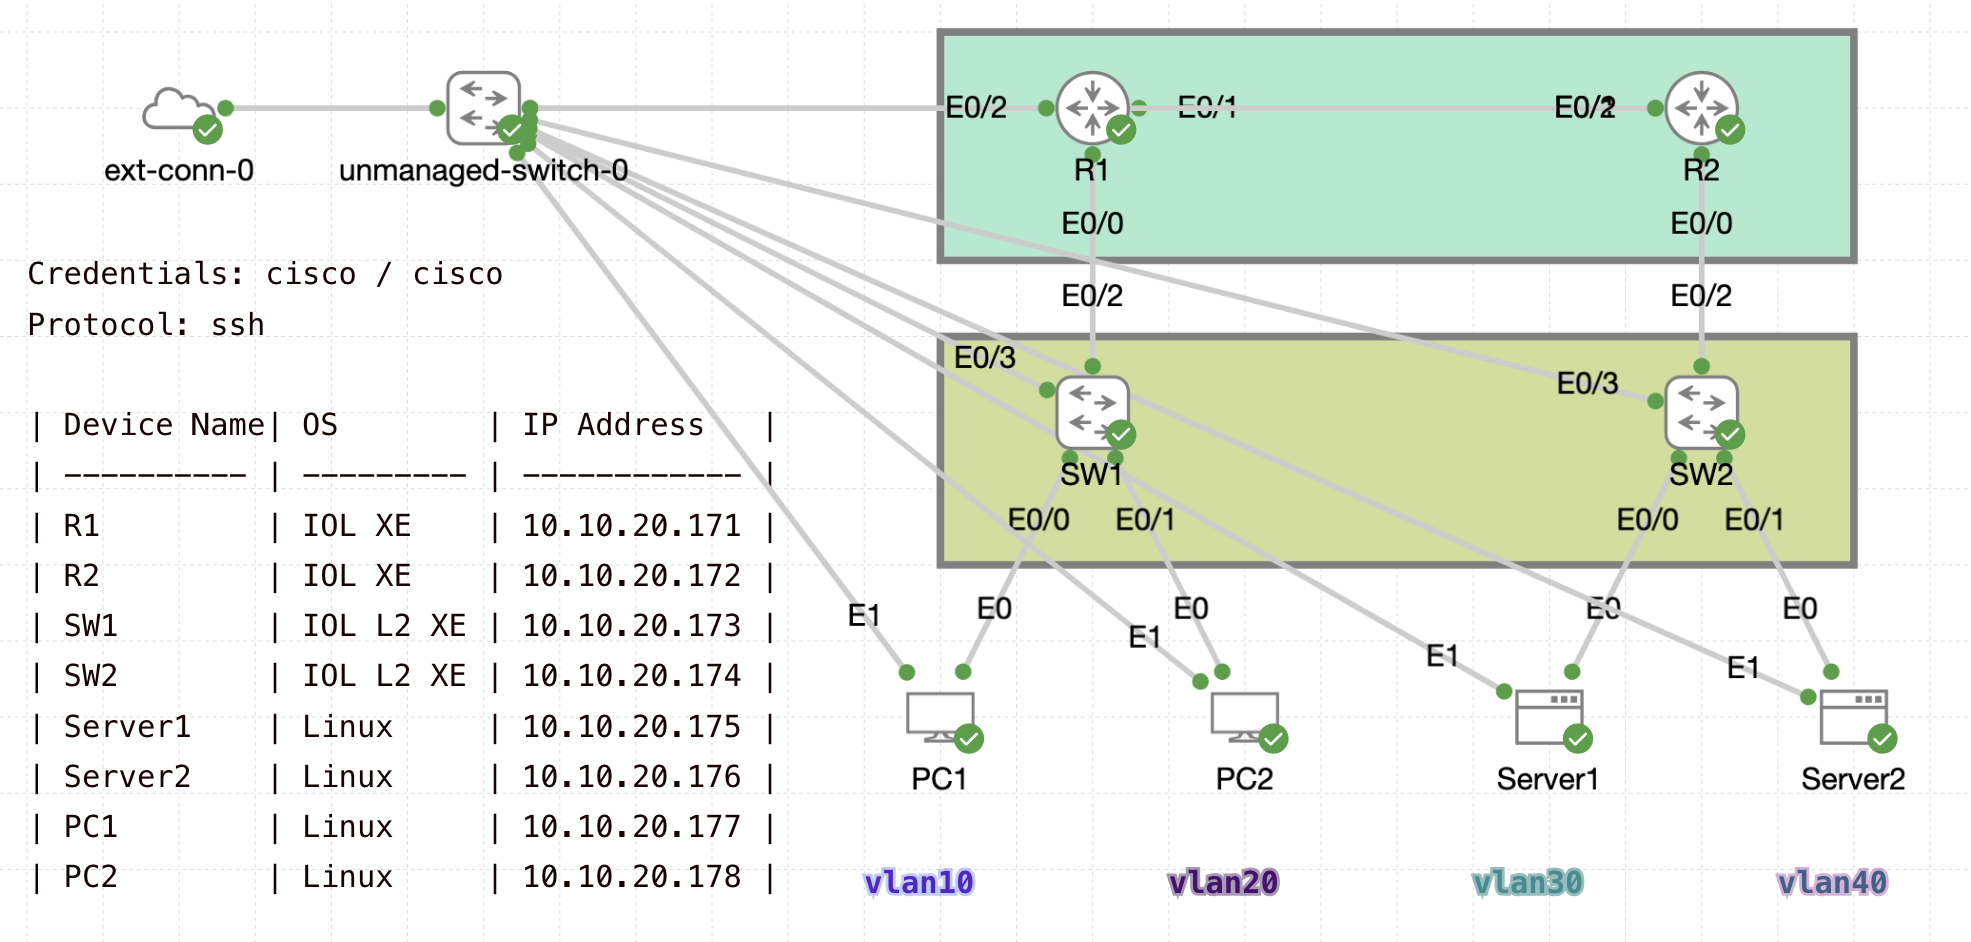 E0/2
E0/1
ext-conn-0
unmanaged-switch-0
R1
R2
E0/0
E0/0
Credentials: cisco / cisco
Protocol: ssh
E0/2
E0/2
E0/3
E0/3
| Device Name| OS | IP Address |
| —————————— | ————————— | ———————————— |
| R1 | IOL XE | 10.10.20.171 |
| R2 | IOL XE | 10.10.20.172 |
| SW1 | IOL L2 XE | 10.10.20.173 |
| SW2 | IOL L2 XE | 10.10.20.174 |
| Server1 | Linux | 10.10.20.175 |
| Server2 | Linux | 10.10.20.176 |
| PC1 | Linux | 10.10.20.177 |
| PC2 | Linux | 10.10.20.178 |
SW1
SW2
E0/0
E0/1
E0/0
E0/1
E1
E0
E1
E0
E1
E0
E1
E0
PC1
PC2
Server1
Server2
vlan10
vlan20
vlan30
vlan40